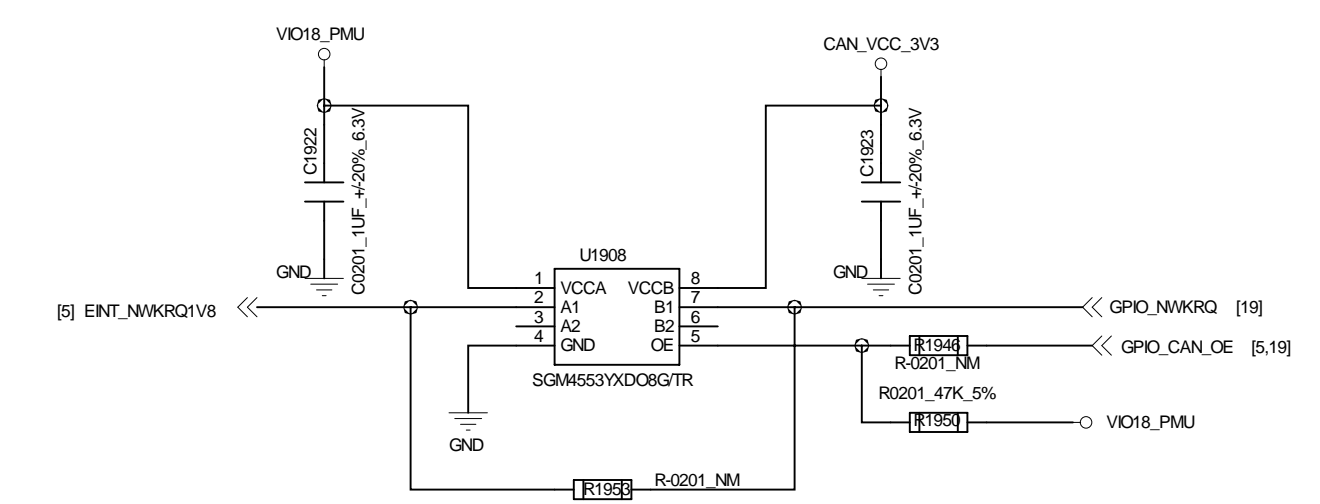 VIO18_PMU
CAN_VCC_3V3
C1922
C0201_1UF_+/-20%_6.3V
C1923
C0201_1UF_+/-20%_6.3V
GND
GND
U1908
1 VCCA VCCB 8
[5] EINT_NWKRQ1V8 2 A1 B1 7 GPIO_NWKRQ [19]
3 A2 B2 6
4 GND OE 5 R1946 GPIO_CAN_OE [5,19]
R-0201_NM
SGM4553YXDO8G/TR
R0201_47K_5%
R1950 VIO18_PMU
GND
R1953 R-0201_NM